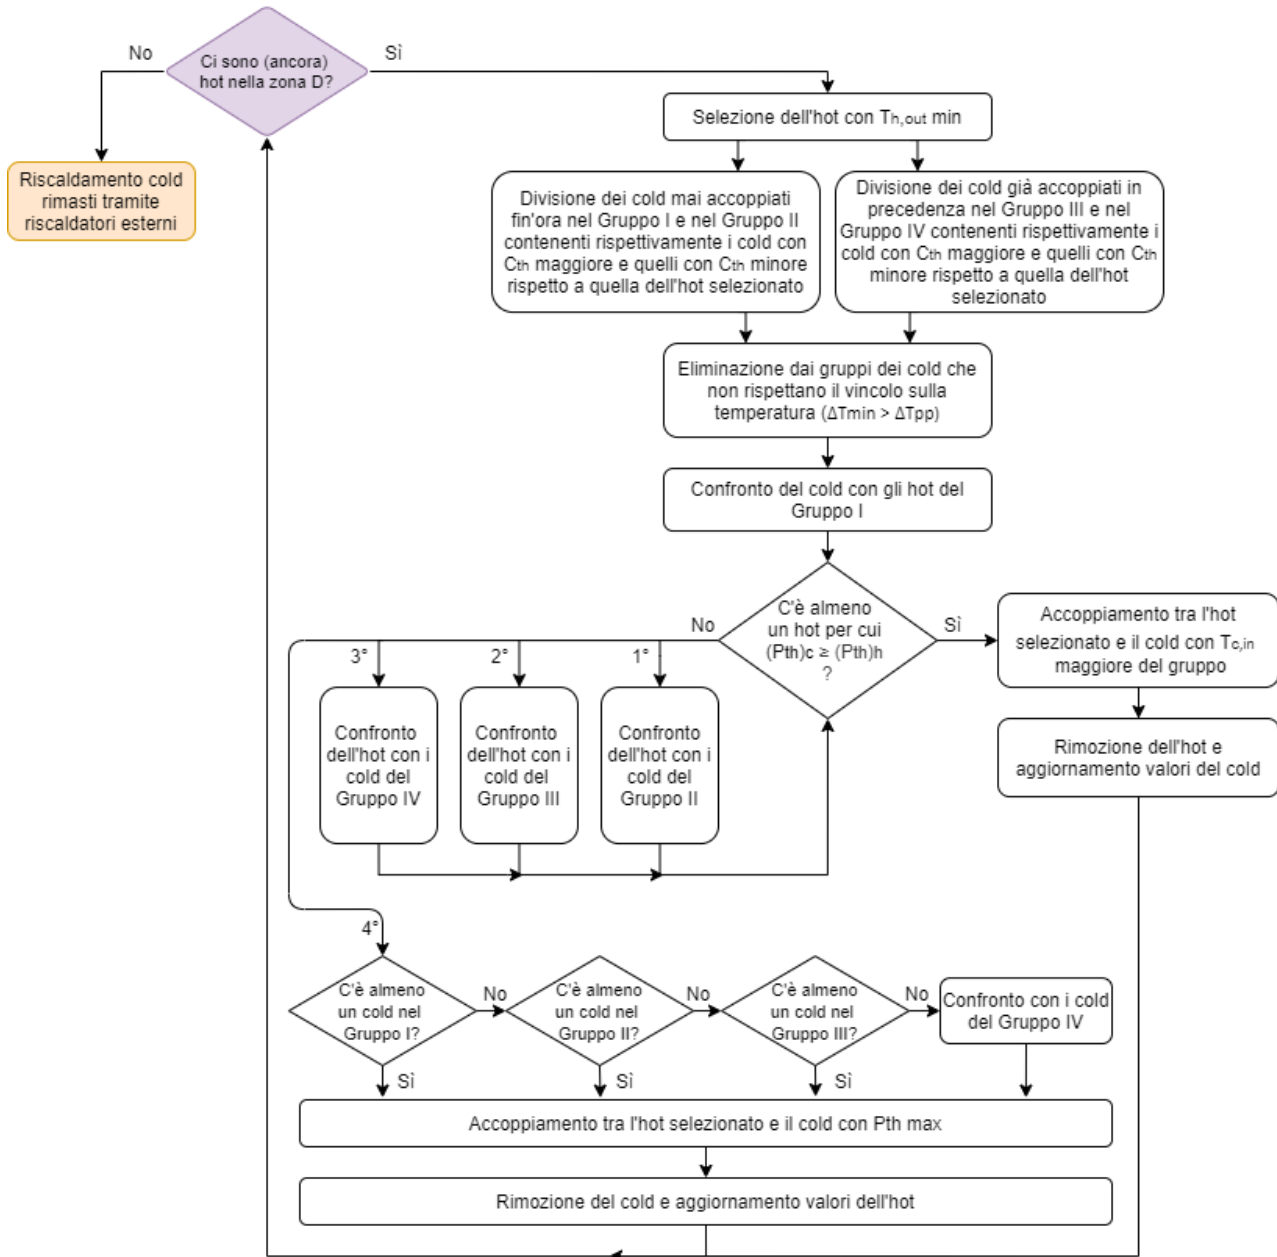 No
Ci sono (ancora)
hot nella zona D?
Sì
Selezione dell'hot con Th,out min
Riscaldamento cold
rimasti tramite
riscaldatori esterni
Divisione dei cold mai accoppiati
fin'ora nel Gruppo I e nel Gruppo II
contenenti rispettivamente i cold con
Cth maggiore e quelli con Cth minore
rispetto a quella dell'hot selezionato
Divisione dei cold già accoppiati in
precedenza nel Gruppo III e nel
Gruppo IV contenenti rispettivamente i
cold con Cth maggiore e quelli con Cth
minore rispetto a quella dell'hot
selezionato
Eliminazione dai gruppi dei cold che
non rispettano il vincolo sulla
temperatura (ΔTmin > ΔTpp)
Confronto del cold con gli hot del
Gruppo I
C'è almeno
un hot per cui
(Pth)c ≥ (Pth)h
?
No
Sì
Accoppiamento tra l'hot
selezionato e il cold con Tc,in
maggiore del gruppo
Rimozione dell'hot e
aggiornamento valori del cold
3°
2°
1°
Confronto
dell'hot con i
cold del
Gruppo IV
Confronto
dell'hot con i
cold del
Gruppo III
Confronto
dell'hot con i
cold del
Gruppo II
4°
C'è almeno
un cold nel
Gruppo I?
No
C'è almeno
un cold nel
Gruppo II?
No
C'è almeno
un cold nel
Gruppo III?
No
Confronto con i cold
del Gruppo IV
Sì
Sì
Sì
Accoppiamento tra l'hot selezionato e il cold con Pth max
Rimozione del cold e aggiornamento valori dell'hot